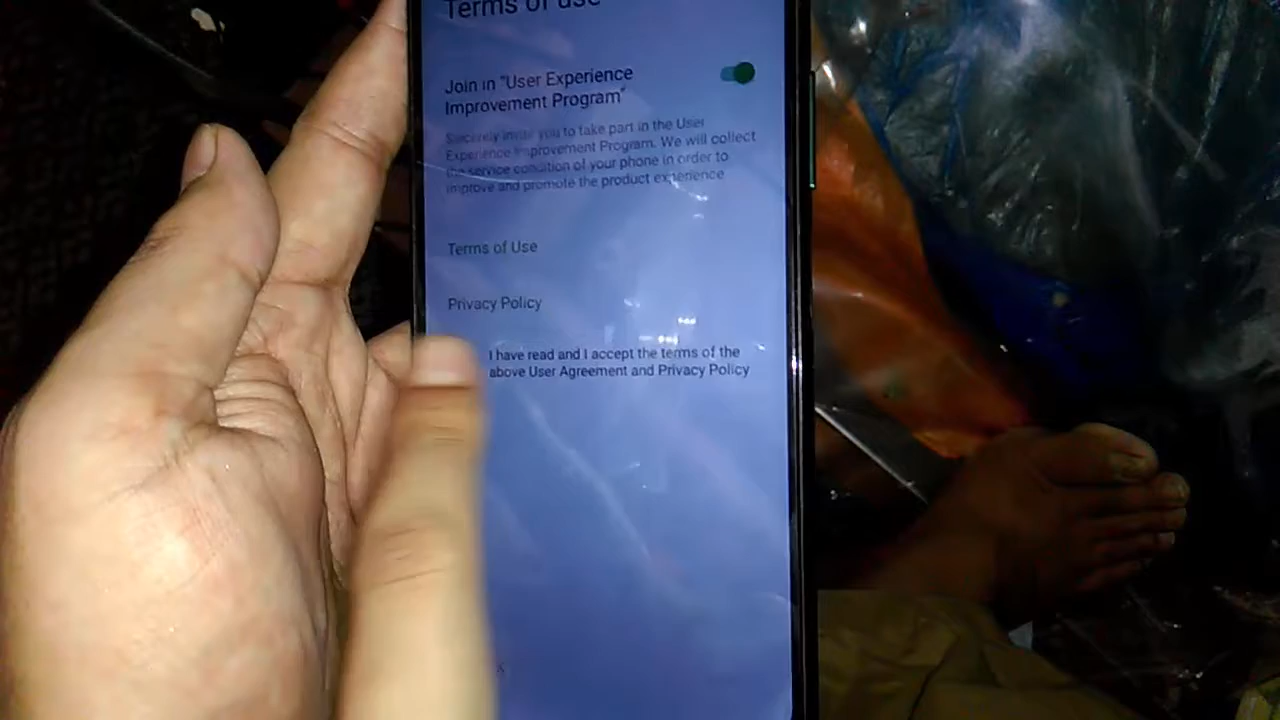 Terms of use
Join in "User Experience
Improvement Program"
Sincerely invite you to take part in the User
Experience Improvement Program. We will collect
the service condition of your phone in order to
improve and promote the product experience
Terms of Use
Privacy Policy
I have read and I accept the terms of the
above User Agreement and Privacy Policy